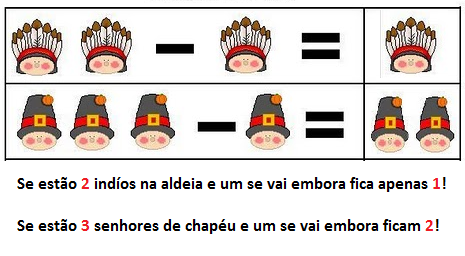 Se estão 2 indíos na aldeia e um se vai embora fica apenas 1!
Se estão 3 senhores de chapéu e um se vai embora ficam 2!